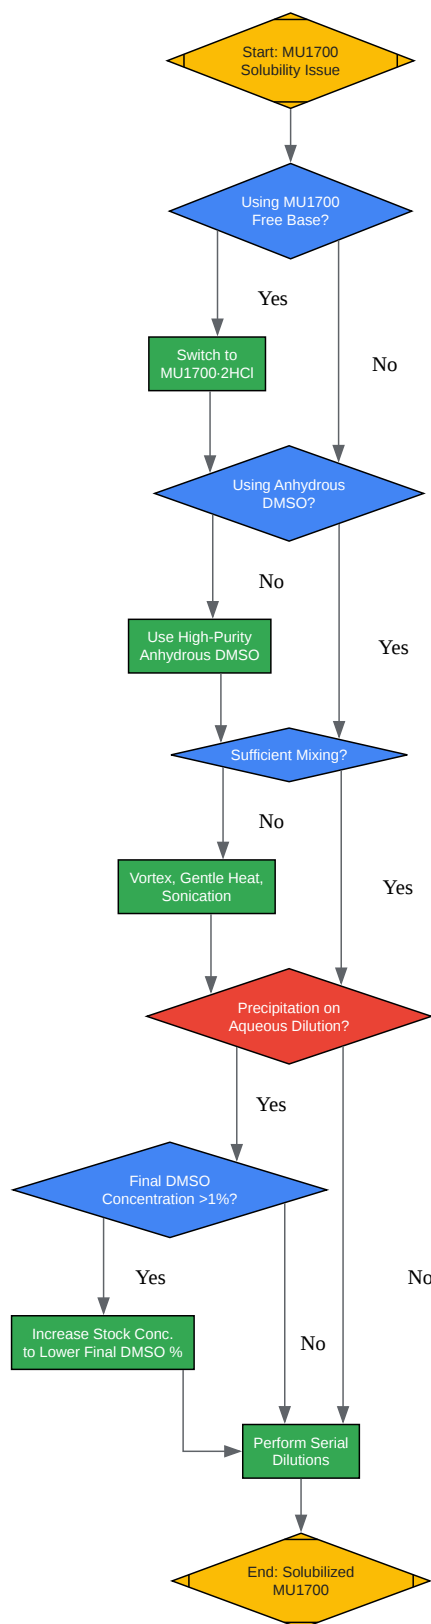 Start: MU1700
Solubility Issue
Using MU1700
Free Base?
Yes
Switch to
MU1700·2HCl
No
Using Anhydrous
DMSO?
No
Use High-Purity
Anhydrous DMSO
Yes
Sufficient Mixing?
No
Vortex, Gentle Heat,
Sonication
Yes
Precipitation on
Aqueous Dilution?
Yes
Final DMSO
Concentration >1%?
Yes
No
Increase Stock Conc.
to Lower Final DMSO %
No
Perform Serial
Dilutions
End: Solubilized
MU1700